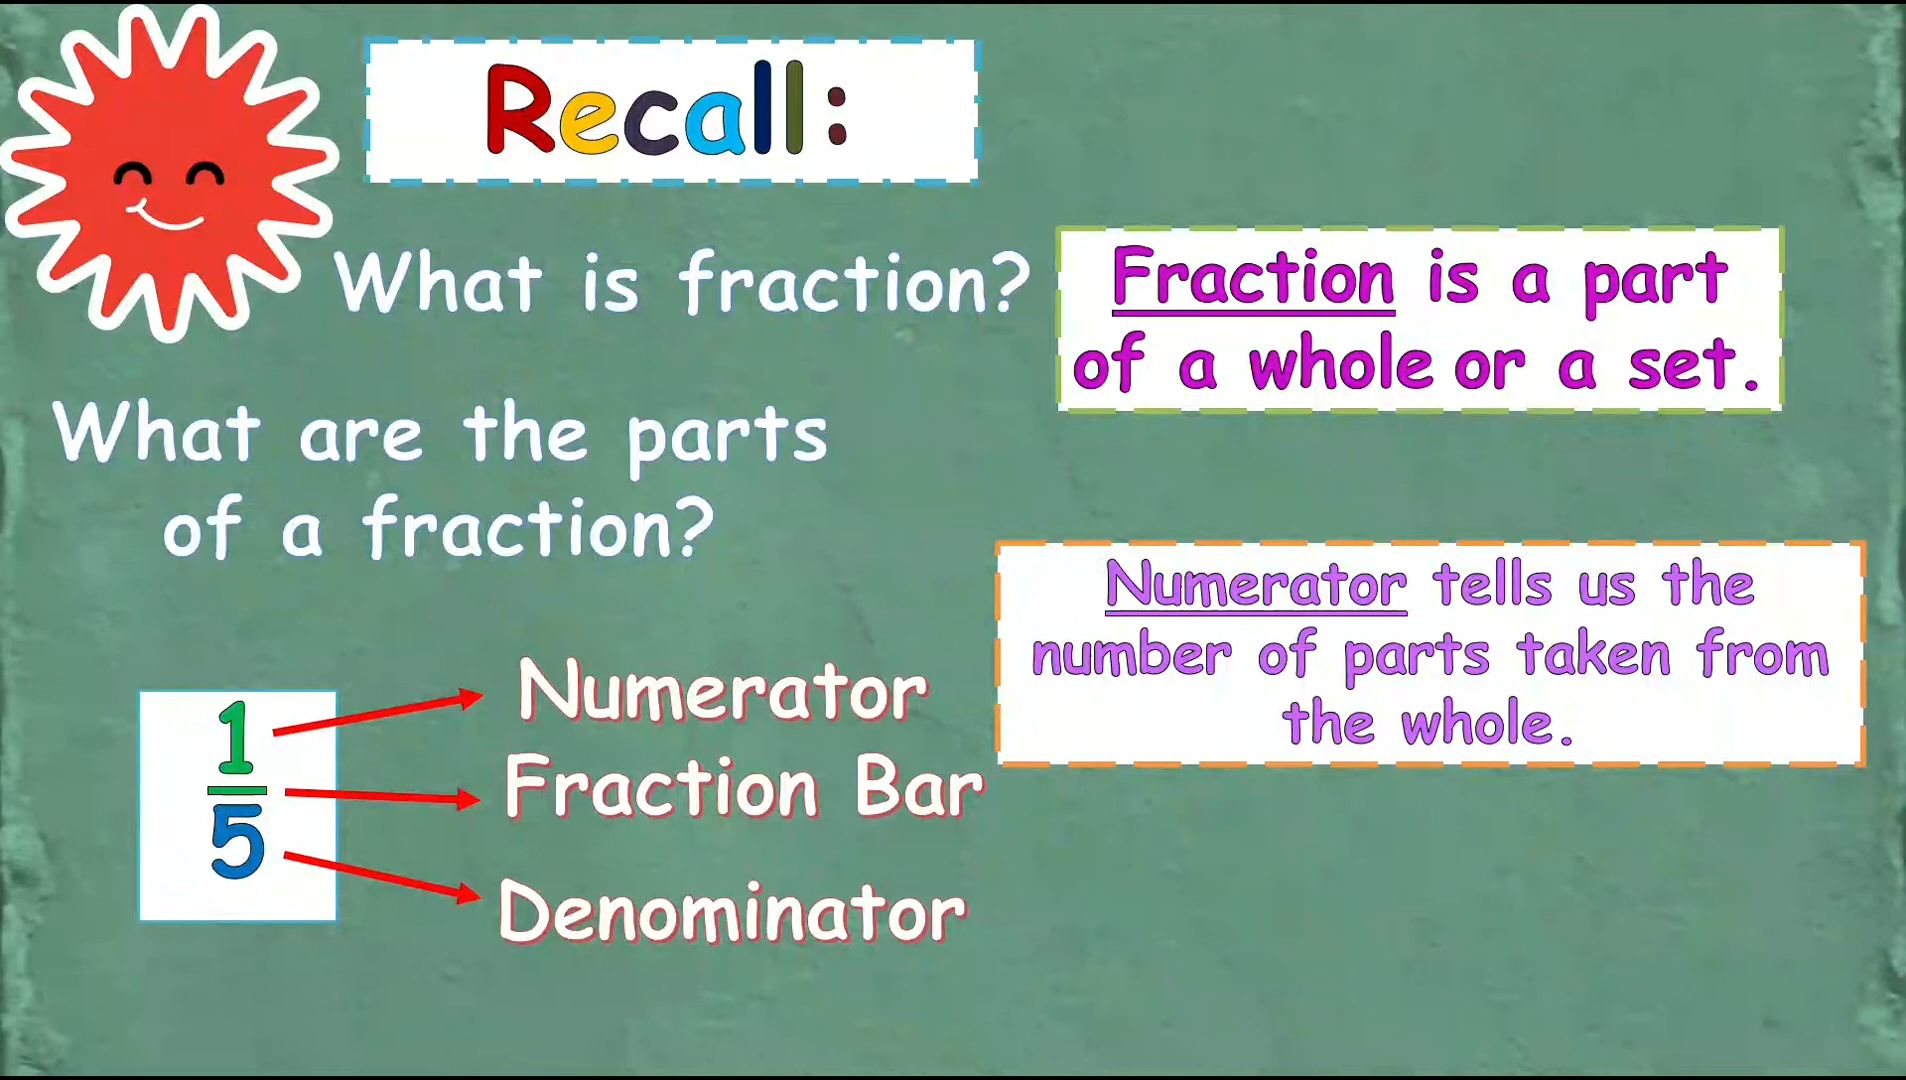 Recall:
What is fraction?
Fraction is a part
of a whole or a set.
What are the parts
of a fraction?
1
5
Numerator
Fraction Bar
Denominator
Numerator tells us the
number of parts taken from
the whole.